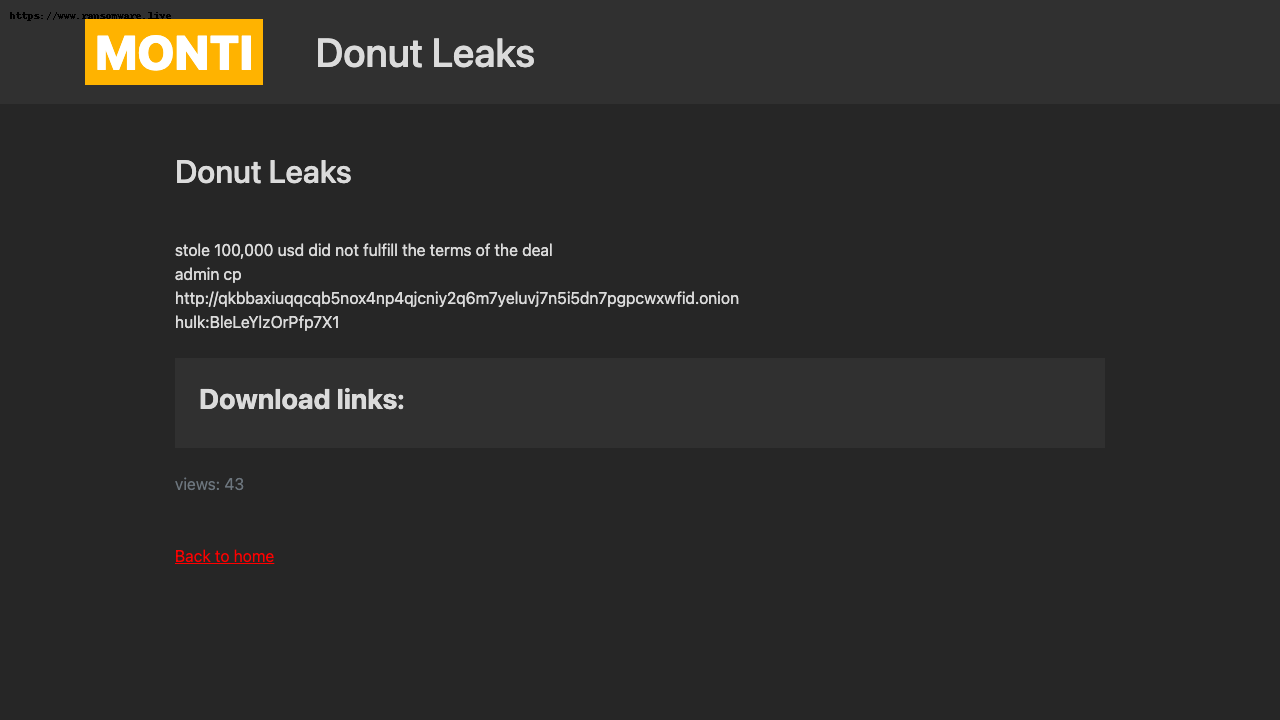 https://www.ransomware.live
MONTI
Donut Leaks
Donut Leaks
stole 100,000 usd did not fulfill the terms of the deal
admin cp
http://qkbbaxiuqqcqb5nox4np4qjcniy2q6m7yeluvj7n5i5dn7pgpcwxwfid.onion
hulk:BleLeYlzOrPfp7X1
Download links:
views: 43
Back to home